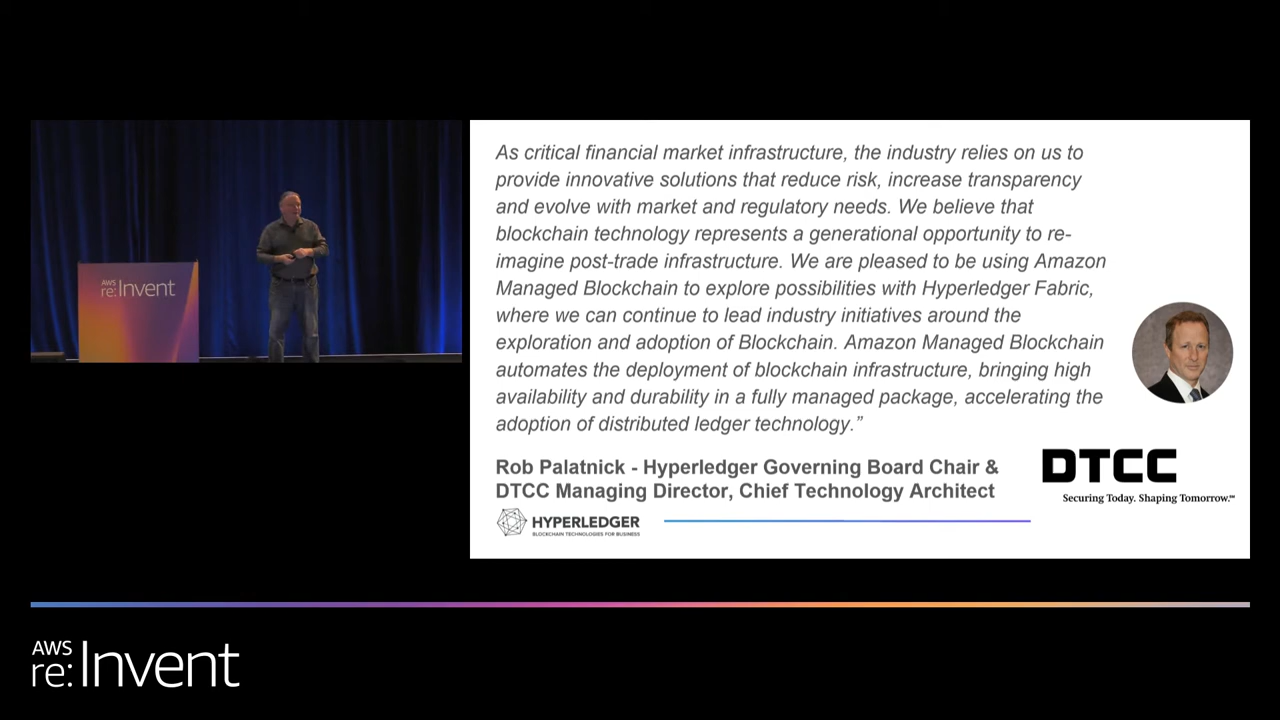 AWS
re:Invent
As critical financial market infrastructure, the industry relies on us to
provide innovative solutions that reduce risk, increase transparency
and evolve with market and regulatory needs. We believe that
blockchain technology represents a generational opportunity to re-
imagine post-trade infrastructure. We are pleased to be using Amazon
Managed Blockchain to explore possibilities with Hyperledger Fabric,
where we can continue to lead industry initiatives around the
exploration and adoption of Blockchain. Amazon Managed Blockchain
automates the deployment of blockchain infrastructure, bringing high
availability and durability in a fully managed package, accelerating the
adoption of distributed ledger technology.”
Rob Palatnick - Hyperledger Governing Board Chair &
DTCC Managing Director, Chief Technology Architect
DTCC
Securing Today. Shaping Tomorrow.℠
HYPERLEDGER
BLOCKCHAIN TECHNOLOGIES FOR BUSINESS
AWS
re:Invent